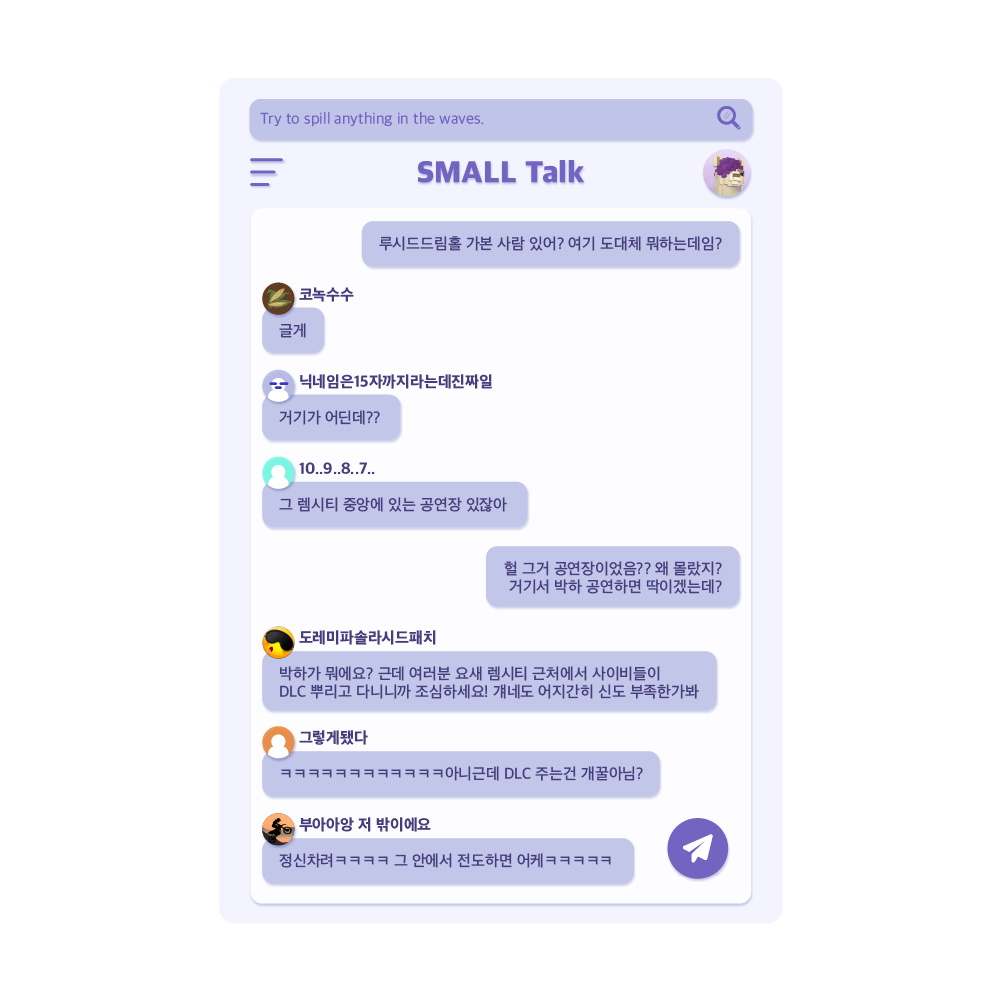 Try to spill anything in the waves.
SMALL Talk
루시드드림홀 가본 사람 있어? 여기 도대체 뭐하는데임?
코녹수수
글게
닉네임은15자까지라는데진짜일
거기가 어딘데??
10..9..8..7..
그 렘시티 중앙에 있는 공연장 있잖아
헐 그거 공연장이었음?? 왜 몰랐지?
거기서 박하 공연하면 딱이겠는데?
도레미파솔라시드패치
박하가 뭐에요? 근데 여러분 요새 렘시티 근처에서 사이비들이
DLC 뿌리고 다니니까 조심하세요! 걔네도 어지간히 신도 부족한가봐
그렇게됐다
ㅋㅋㅋㅋㅋㅋㅋㅋㅋㅋㅋㅋ아니근데 DLC 주는건 개꿀아님?
부아아앙 저 밖이에요
정신차려ㅋㅋㅋㅋ 그 안에서 전도하면 어케ㅋㅋㅋㅋㅋ